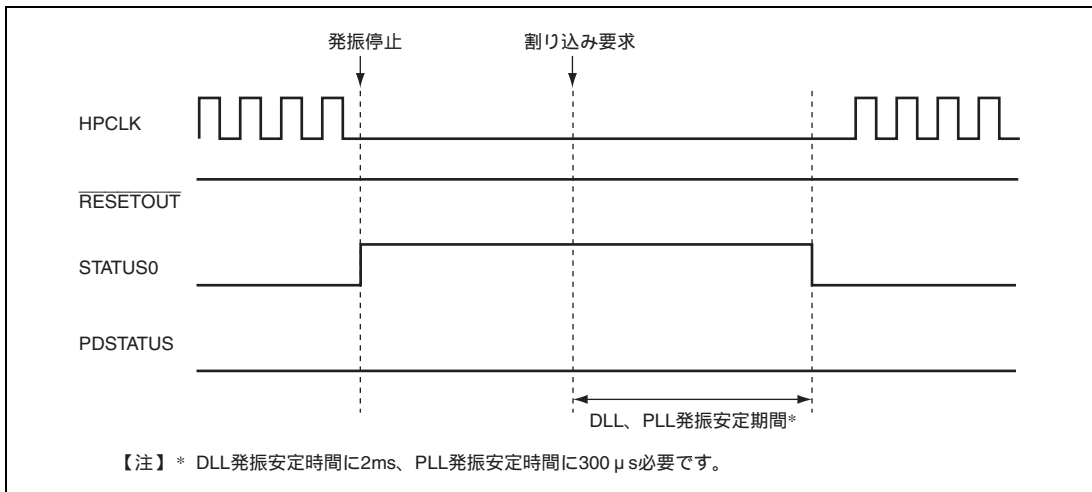 発振停止
割り込み要求
HPCLK
RESETOUT
STATUS0
PDSTATUS
DLL、PLL発振安定期間*
【注】* DLL発振安定時間に2ms、PLL発振安定時間に300μs必要です。